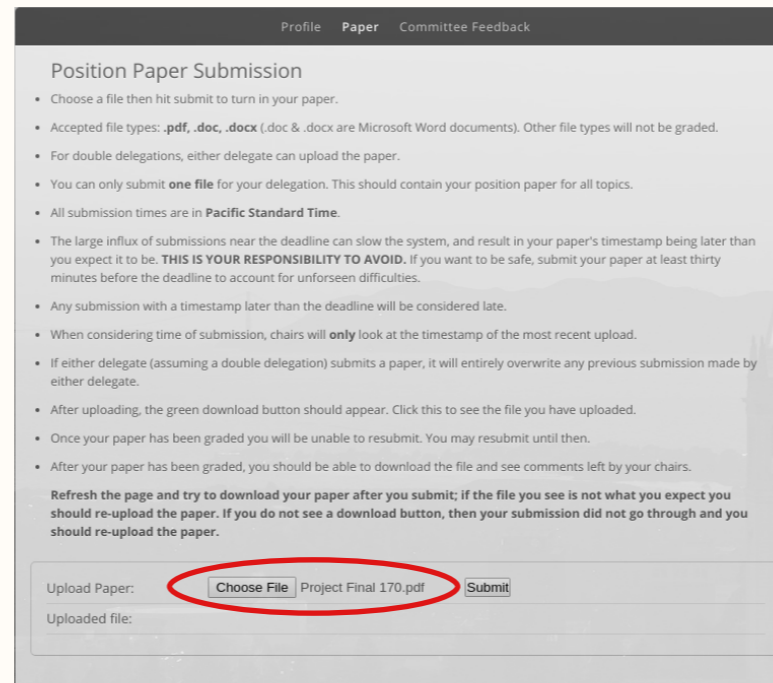 Profile Paper Committee Feedback
Position Paper Submission
• Choose a file then hit submit to turn in your paper.
• Accepted file types: .pdf, .doc, .docx (.doc & .docx are Microsoft Word documents). Other file types will not be graded.
• For double delegations, either delegate can upload the paper.
• You can only submit one file for your delegation. This should contain your position paper for all topics.
• All submission times are in Pacific Standard Time.
• The large influx of submissions near the deadline can slow the system, and result in your paper's timestamp being later than
you expect it to be. THIS IS YOUR RESPONSIBILITY TO AVOID. If you want to be safe, submit your paper at least thirty
minutes before the deadline to account for unforseen difficulties.
• Any submission with a timestamp later than the deadline will be considered late.
• When considering time of submission, chairs will only look at the timestamp of the most recent upload.
• If either delegate (assuming a double delegation) submits a paper, it will entirely overwrite any previous submission made by
either delegate.
• After uploading, the green download button should appear. Click this to see the file you have uploaded.
• Once your paper has been graded you will be unable to resubmit. You may resubmit until then.
• After your paper has been graded, you should be able to download the file and see comments left by your chairs.
Refresh the page and try to download your paper after you submit; if the file you see is not what you expect you
should re-upload the paper. If you do not see a download button, then your submission did not go through and you
should re-upload the paper.
Upload Paper: Choose File Project Final 170.pdf Submit
Uploaded file: